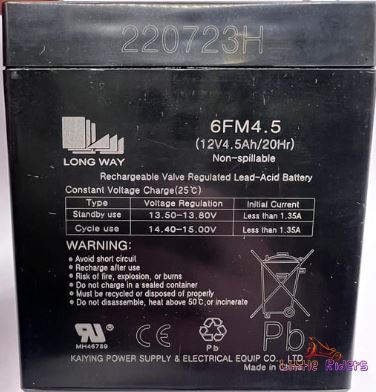 220723H
LONG WAY
6FM4.5
(12V4.5Ah/20Hr)
Non-spillable
Rechargeable Valve Regulated Lead-Acid Battery
Constant Voltage Charge(25℃)
Type Voltage Regulation Initial Current
Standby use 13.50-13.80V Less than 1.35A
Cycle use 14.40-15.00V Less than 1.35A
WARNING:
• Avoid short circuit
• Recharge after use
• Risk of fire, explosion, or burns
• Do not charge in a sealed container
• Must be recycled or disposed of properly
• Do not disassemble, heat above 50℃, or incinerate
MH46789
CE
Pb
Pb
KAIYING POWER SUPPLY & ELECTRICAL EQUIP CO., LTD.
Made in China
Little Riders